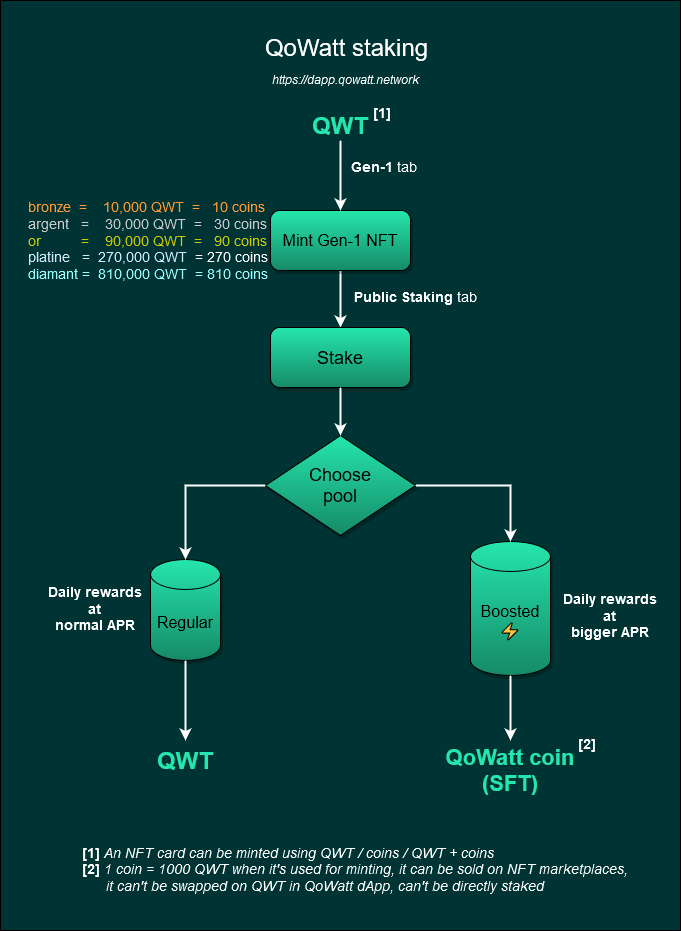 QoWatt staking
https://dapp.qowatt.network
QWT [1]
Gen-1 tab
bronze = 10,000 QWT = 10 coins
argent = 30,000 QWT = 30 coins
or = 90,000 QWT = 90 coins
platine = 270,000 QWT = 270 coins
diamant = 810,000 QWT = 810 coins
Mint Gen-1 NFT
Public Staking tab
Stake
Choose
pool
Daily rewards
at
normal APR
Regular
Boosted
Daily rewards
at
bigger APR
QWT
QoWatt coin [2]
(SFT)
[1] An NFT card can be minted using QWT / coins / QWT + coins
[2] 1 coin = 1000 QWT when it's used for minting, it can be sold on NFT marketplaces,
it can't be swapped on QWT in QoWatt dApp, can't be directly staked